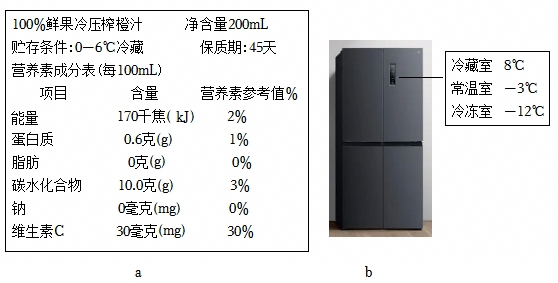 100%鲜果冷压榨橙汁 净含量200mL
贮存条件:0—6℃冷藏 保质期:45天
营养素成分表(每100mL)
项目 含量 营养素参考值%
能量 170千焦( kJ) 2%
蛋白质 0.6克(g) 1%
脂肪 0克(g) 0%
碳水化合物 10.0克(g) 3%
钠 0毫克(mg) 0%
维生素C 30毫克(mg) 30%
冷藏室 8℃
常温室 —3℃
冷冻室 —12℃
a
b